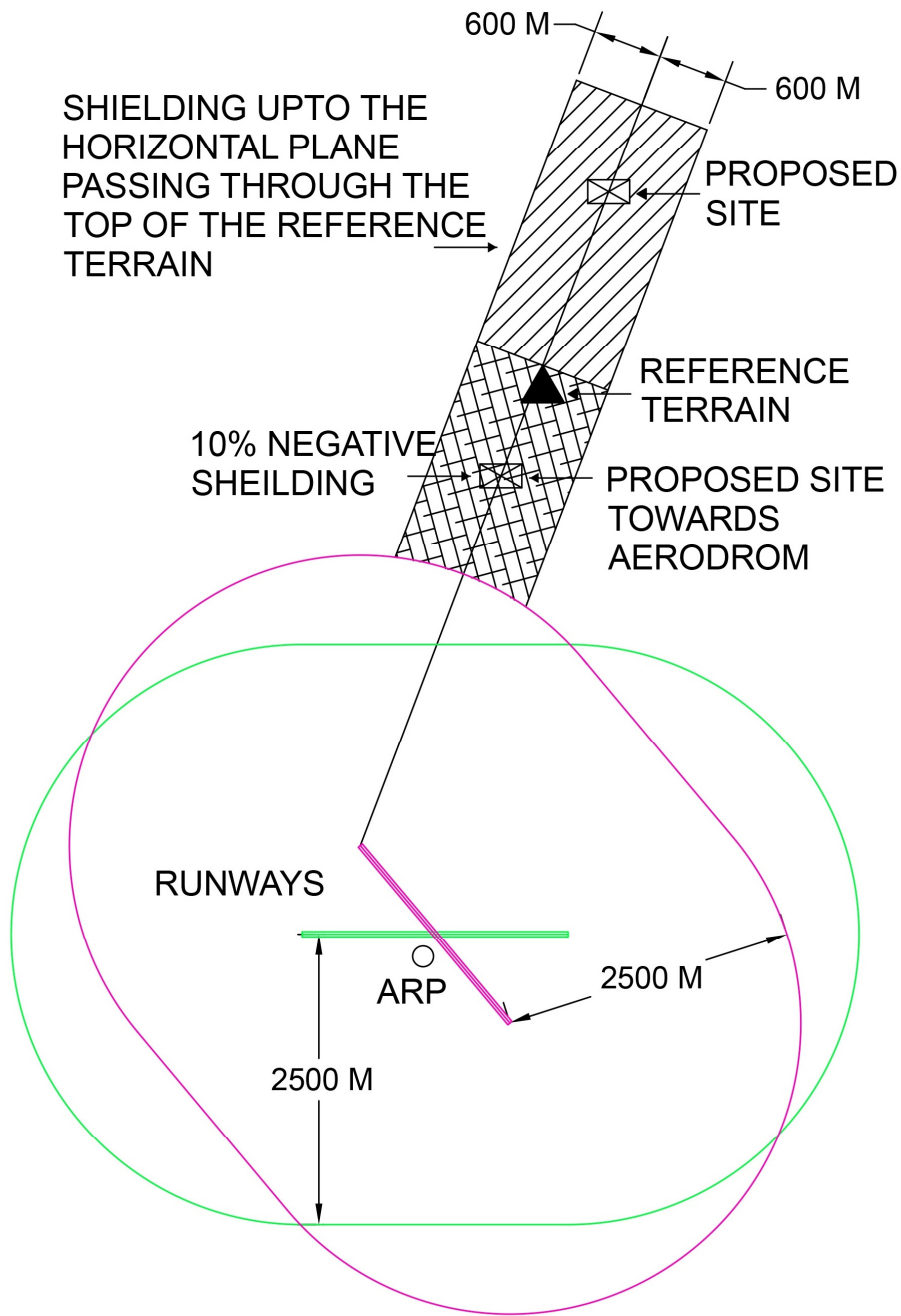 600 M
600 M
SHIELDING UPTO THE
HORIZONTAL PLANE
PASSING THROUGH THE
TOP OF THE REFERENCE
TERRAIN
PROPOSED
SITE
REFERENCE
TERRAIN
10% NEGATIVE
SHEILDING
PROPOSED SITE
TOWARDS
AERODROM
RUNWAYS
ARP
2500 M
2500 M